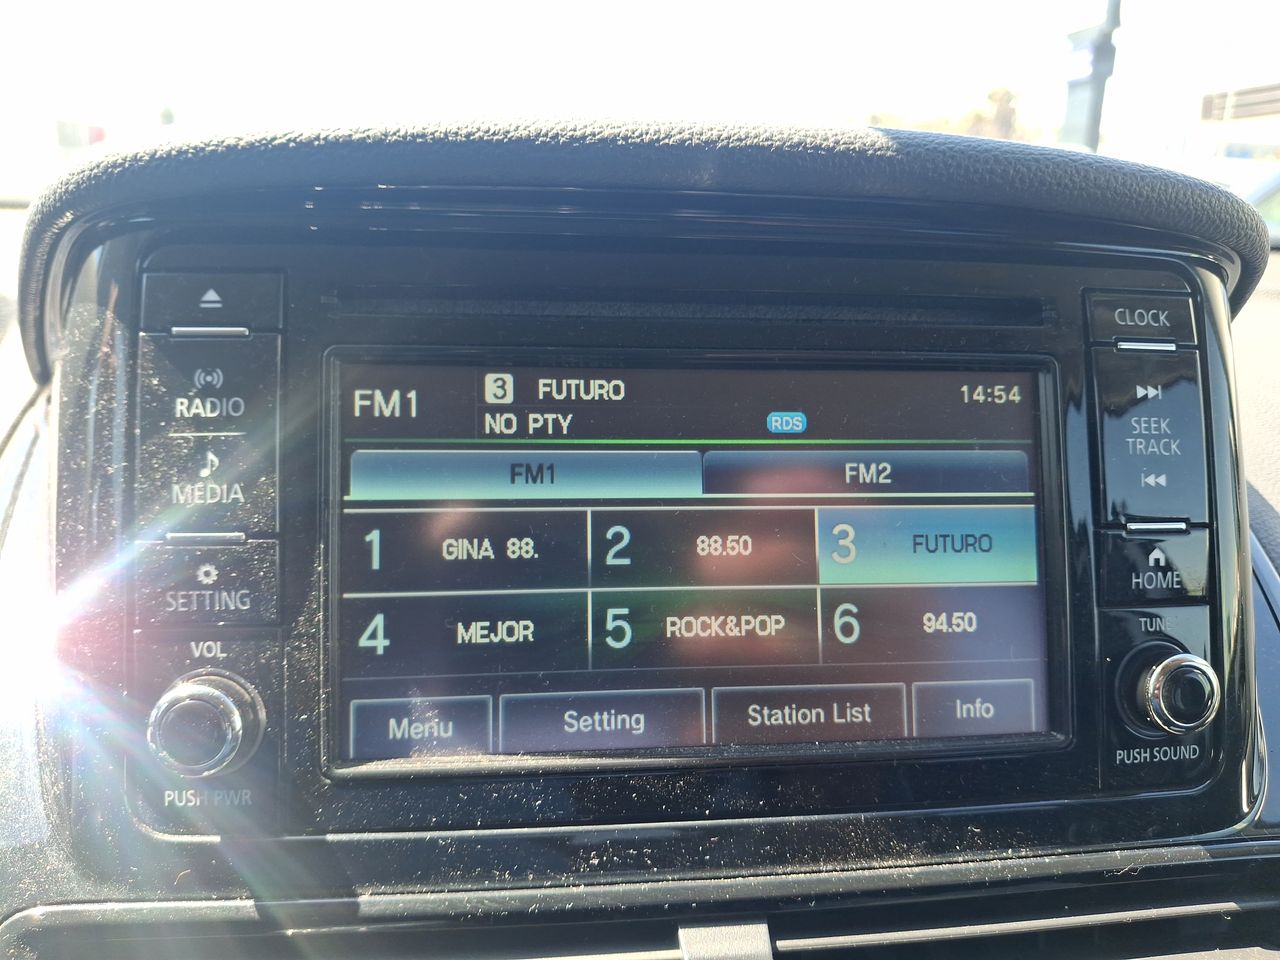 RADIO
MEDIA
SETTING
VOL
PUSH PWR
FM1
3 FUTURO
NO PTY
RDS
14:54
FM1 FM2
1 GINA 88. 2 88.50 3 FUTURO
4 MEJOR 5 ROCK&POP 6 94.50
Menu Setting Station List Info
CLOCK
SEEK
TRACK
HOME
TUNE
PUSH SOUND